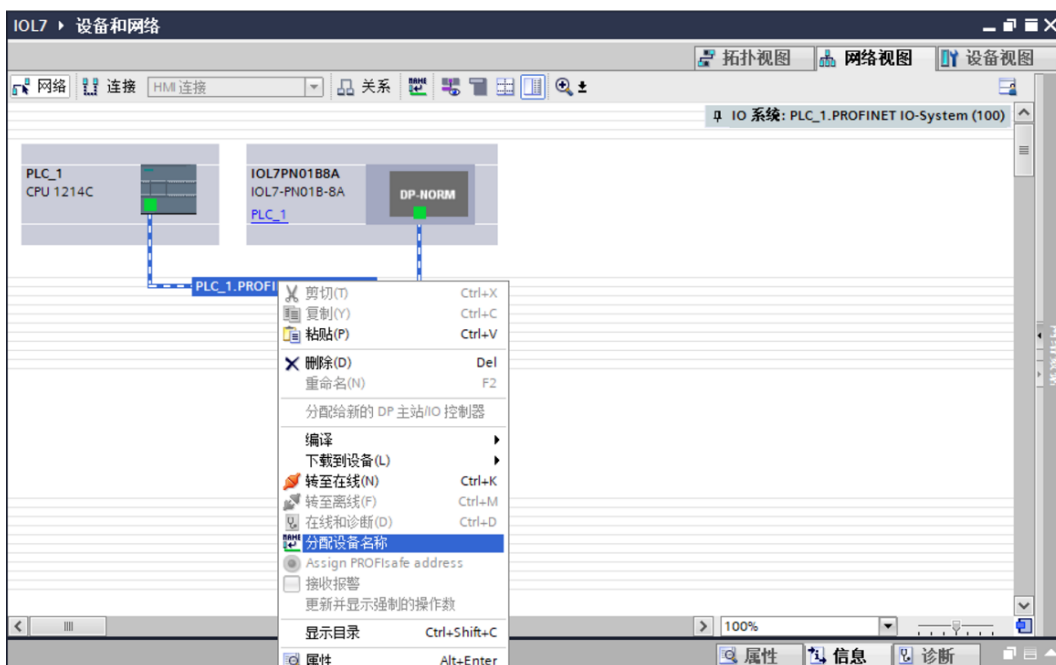 IOL7 ▸ 设备和网络
拓扑视图 网络视图 设备视图
网络 连接 HMI 连接 关系
IO 系统: PLC_1.PROFINET IO-System (100)
PLC_1
CPU 1214C
IOL7PN01B8A
IOL7-PN01B-8A
PLC_1
DP-NORM
PLC_1.PROFI
剪切(T) Ctrl+X
复制(Y) Ctrl+C
粘贴(P) Ctrl+V
删除(D) Del
重命名(N) F2
分配给新的 DP 主站/IO 控制器
编译
下载到设备(L)
转至在线(N) Ctrl+K
转至离线(F) Ctrl+M
在线和诊断(D) Ctrl+D
分配设备名称
Assign PROFIsafe address
接收报警
更新并显示强制的操作数
显示目录 Ctrl+Shift+C
属性 Alt+Enter
100%
属性 信息 诊断